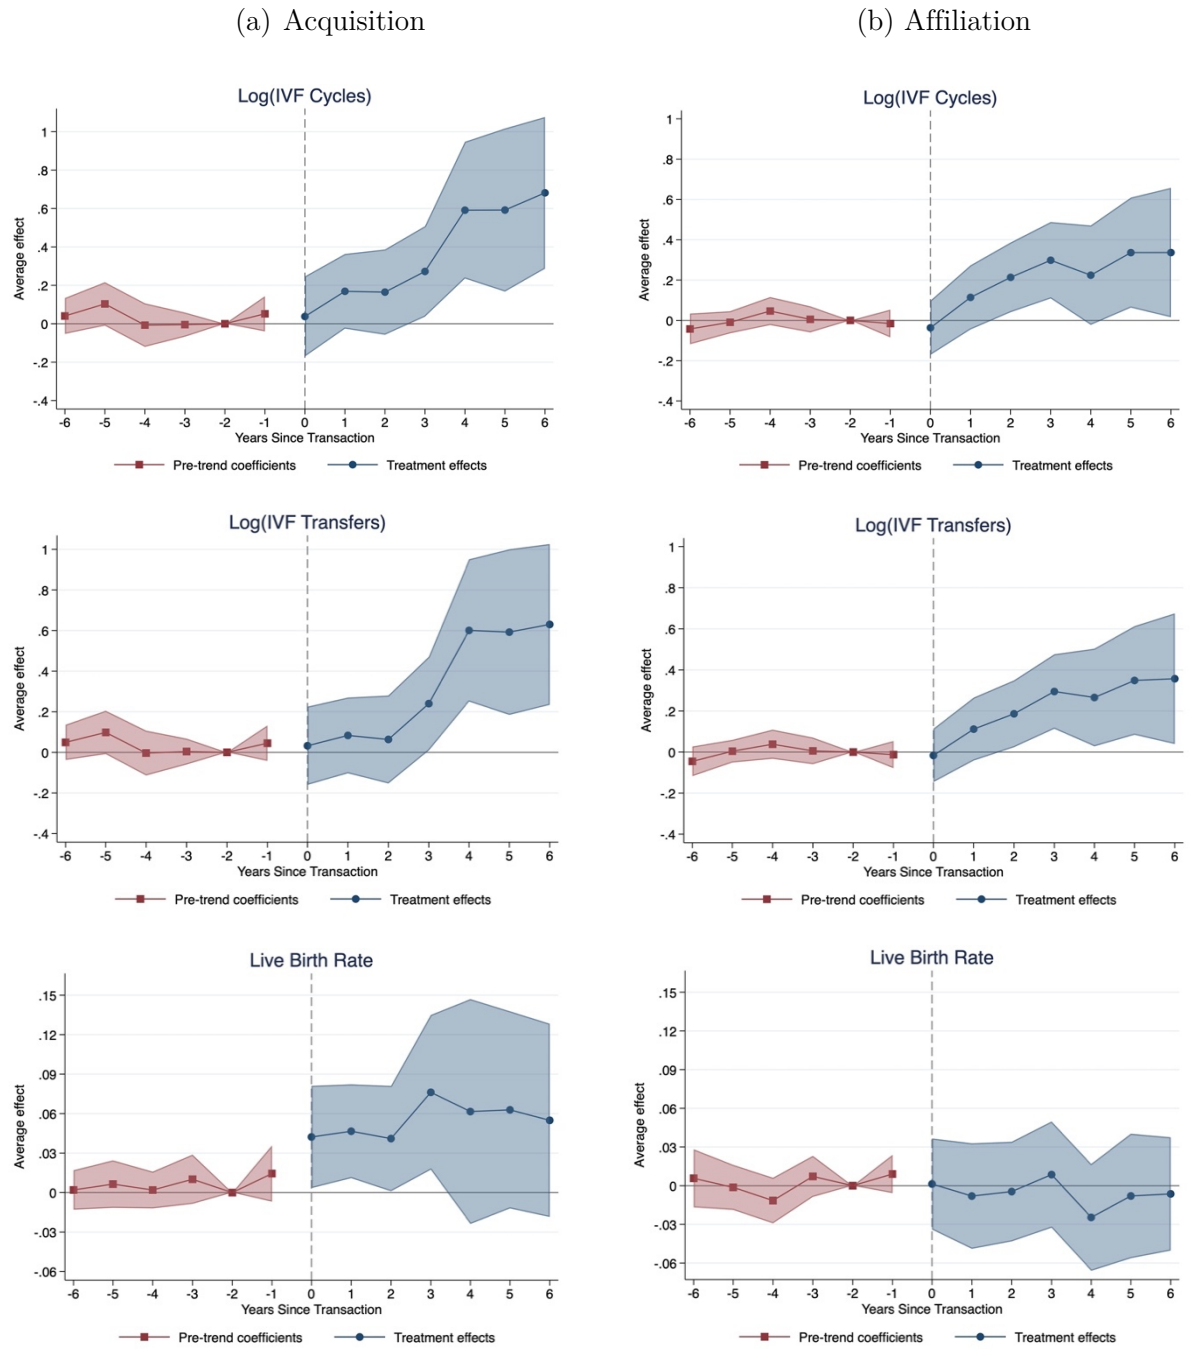 (a) Acquisition
(b) Affiliation
Log(IVF Cycles)
Average effect
1
.8
.6
.4
.2
0
-.2
-.4
-6 -5 -4 -3 -2 -1 0 1 2 3 4 5 6
Years Since Transaction
Pre-trend coefficients Treatment effects
Log(IVF Cycles)
Average effect
1
.8
.6
.4
.2
0
-.2
-.4
-6 -5 -4 -3 -2 -1 0 1 2 3 4 5 6
Years Since Transaction
Pre-trend coefficients Treatment effects
Log(IVF Transfers)
Average effect
1
.8
.6
.4
.2
0
-.2
-.4
-6 -5 -4 -3 -2 -1 0 1 2 3 4 5 6
Years Since Transaction
Pre-trend coefficients Treatment effects
Log(IVF Transfers)
Average effect
1
.8
.6
.4
.2
0
-.2
-.4
-6 -5 -4 -3 -2 -1 0 1 2 3 4 5 6
Years Since Transaction
Pre-trend coefficients Treatment effects
Live Birth Rate
Average effect
.15
.12
.09
.06
.03
0
-.03
-.06
-6 -5 -4 -3 -2 -1 0 1 2 3 4 5 6
Years Since Transaction
Pre-trend coefficients Treatment effects
Live Birth Rate
Average effect
.15
.12
.09
.06
.03
0
-.03
-.06
-6 -5 -4 -3 -2 -1 0 1 2 3 4 5 6
Years Since Transaction
Pre-trend coefficients Treatment effects